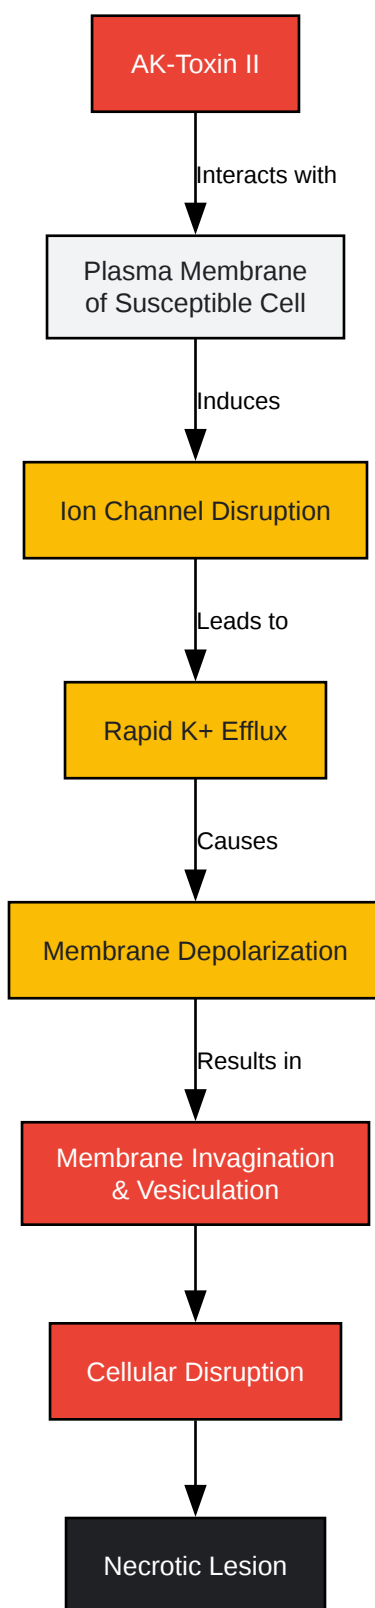 AK-Toxin II
Interacts with
Plasma Membrane
of Susceptible Cell
Induces
Ion Channel Disruption
Leads to
Rapid K+ Efflux
Causes
Membrane Depolarization
Results in
Membrane Invagination
& Vesiculation
Cellular Disruption
Necrotic Lesion